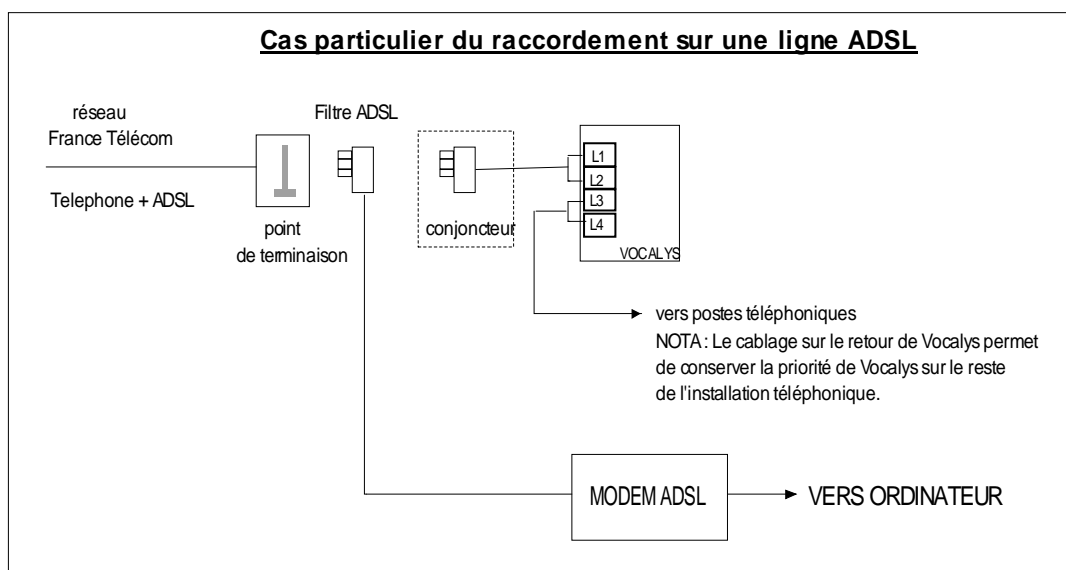 Cas particulier du raccordement sur une ligne ADSL
réseau
France Télécom
Telephone + ADSL
point
de terminaison
Filtre ADSL
conjoncteur
L1
L2
L3
L4
VOCALYS
vers postes téléphoniques
NOTA : Le cablage sur le retour de Vocalys permet
de conserver la priorité de Vocalys sur le reste
de l'installation téléphonique.
MODEM ADSL
VERS ORDINATEUR